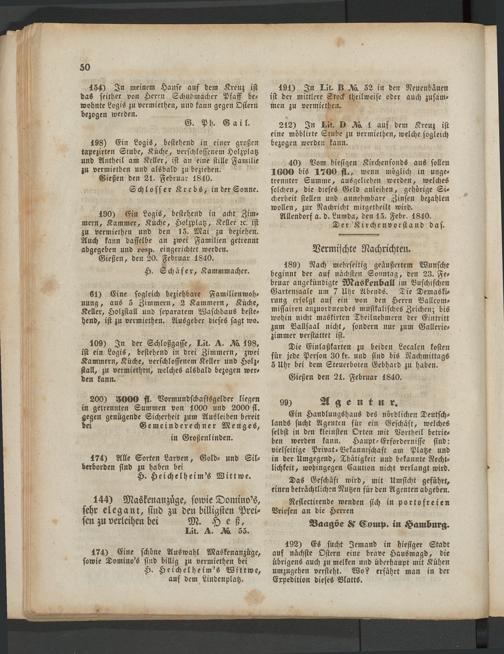 50
154) In meinem Hause auf dem Kreuz ist
das seither von Herrn Schuhmacher Pfaff be-
wohnte Logis zu vermiethen, und kann gegen Ostern
bezogen werden.
G. Ph. Gail.
198) Ein Logis, bestehend in einer großen
tapezirten Stube, Küche, verschlossenem Holzplatz
und Antheil am Keller, ist an eine stille Familie
zu vermiethen und alsbald zu beziehen.
Gießen den 21. Februar 1840.
Schlosser Krebs, in der Sonne.
190) Ein Logis, bestehend in acht Zim-
mern, Kammer, Küche, Holzplatz, Keller ꝛc. ist
zu vermiethen und den 15. Mai zu beziehen.
Auch kann dasselbe an zwei Familien getrennt
abgegeben und resp. eingerichtet werden.
Gießen, den 20. Februar 1840.
H. Schäfer, Kammmacher.
61) Eine sogleich beziehbare Familienwoh-
nung, aus 5 Zimmern, 2 Kammern, Küche,
Keller, Holzstall und separatem Waschhaus beste-
hend, ist zu vermiethen. Ausgeber dieses sagt wo.
109) In der Schloßgasse, Lit. A. № 198,
ist ein Logis, bestehend in drei Zimmern, zwei
Kammern, Küche, verschlossenem Keller und Holz-
stall, zu vermiethen, welches alsbald bezogen wer-
den kann.
200) 3000 fl. Vormundschaftsgelder liegen
in getrennten Summen von 1000 und 2000 fl.
gegen genügende Sicherheit zum Ausleihen bereit
bei Gemeinderechner Menges,
in Großenlinden.
174) Alle Sorten Larven, Gold- und Sil-
berborden sind zu haben bei
H. Heichelheim's Wittwe.
144) Maskenanzüge, sowie Domino's,
sehr elegant, sind zu den billigsten Prei-
sen zu verleihen bei M. Heß,
Lit. A. № 55.
174) Eine schöne Auswahl Maskenanzüge,
sowie Domino's sind billig zu vermiethen bei
H. Heichelheim's Wittwe,
auf dem Lindenplatz.
191) In Lit. B № 52 in den Neuenbäuen
ist der mittlere Stock theilweise oder auch zusam-
men zu vermiethen.
212) In Lit. D № 1 auf dem Kreuz ist
eine möblirte Stube zu vermiethen, welche sogleich
bezogen werden kann.
40) Vom hiesigen Kirchenfonds aus sollen
1600 bis 1700 fl., wenn möglich in unge-
trennter Summe, ausgeliehen werden, welches
solchen, die dieses Geld anleihen, gehörige Si-
cherheit stellen und annehmbare Zinsen bezahlen
wollen, zur Nachricht mitgetheilt wird.
Allendorf a. d. Lumda, den 15. Febr. 1840.
Der Kirchenvorstand das.
Vermischte Nachrichten.
189) Nach mehrseitig geäußertem Wunsche
beginnt der auf nächsten Sonntag, den 23. Fe-
bruar angekündigte Maskenball im Buschischen
Gartensaale um 7 Uhr Abends. Die Demaski-
rung erfolgt auf ein von den Herren Ballcom-
missairen anzuordnendes musikalisches Zeichen; bis
wohin nicht maskirten Theilnehmern der Eintritt
zum Ballsaal nicht, sondern nur zum Gallerie-
zimmer verstattet ist.
Die Einlaßkarten zu beiden Localen kosten
für jede Person 30 kr. und sind bis Nachmittags
5 Uhr bei dem Steuerboten Gebhard zu haben.
Gießen den 21. Februar 1840.
99) Agentur.
Ein Handlungshaus des nördlichen Deutsch-
lands sucht Agenten für ein Geschäft, welches
selbst in den kleinsten Orten mit Vortheil betrie-
ben werden kann. Haupt-Erfordernisse sind:
vielseitige Privat-Bekanntschaft am Platze und
in der Umgegend, Thätigkeit und bekannte Recht-
lichkeit, wohingegen Caution nicht verlangt wird.
Das Geschäft wird, mit Umsicht geführt,
einen beträchtlichen Nutzen für den Agenten abgeben.
Reflectirende wenden sich in portofreien
Briefen an die Herren
Baagöe & Comp. in Hamburg.
192) Es sucht Jemand in hiesiger Stadt
auf nächste Ostern eine brave Hausmagd, die
übrigens auch zu melken und überhaupt mit Kühen
umzugehen versteht. Wo? erfährt man in der
Expedition dieses Blatts.